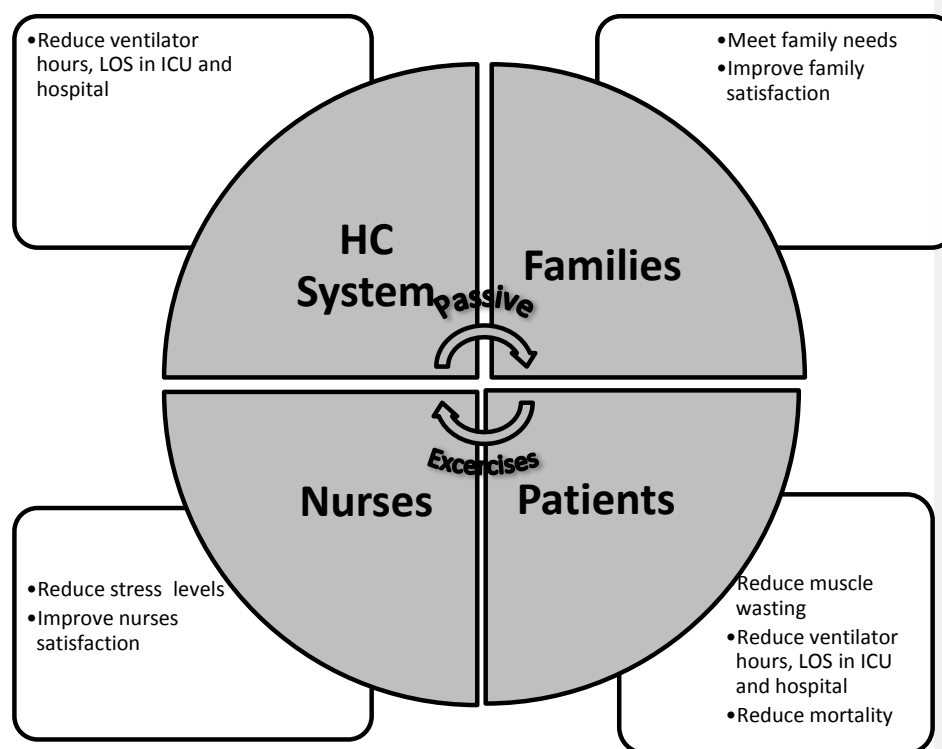 •Reduce ventilator
hours, LOS in ICU and
hospital
•Meet family needs
•Improve family
satisfaction
HC
System
Families
Passive
Excercises
Nurses
Patients
•Reduce stress levels
•Improve nurses
satisfaction
Reduce muscle
wasting
•Reduce ventilator
hours, LOS in ICU
and hospital
•Reduce mortality